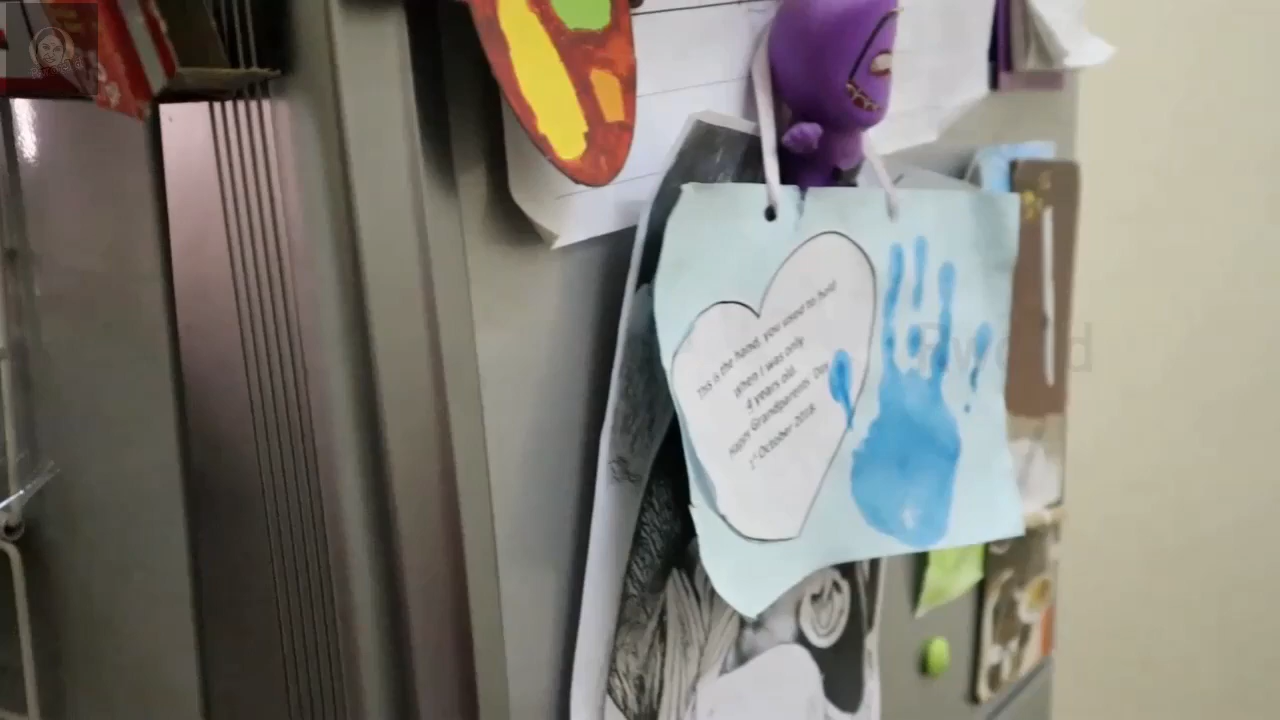 This is the hand, you used to hold
when I was only
4 years old.
Happy Grandparents' Day
1st October 2018